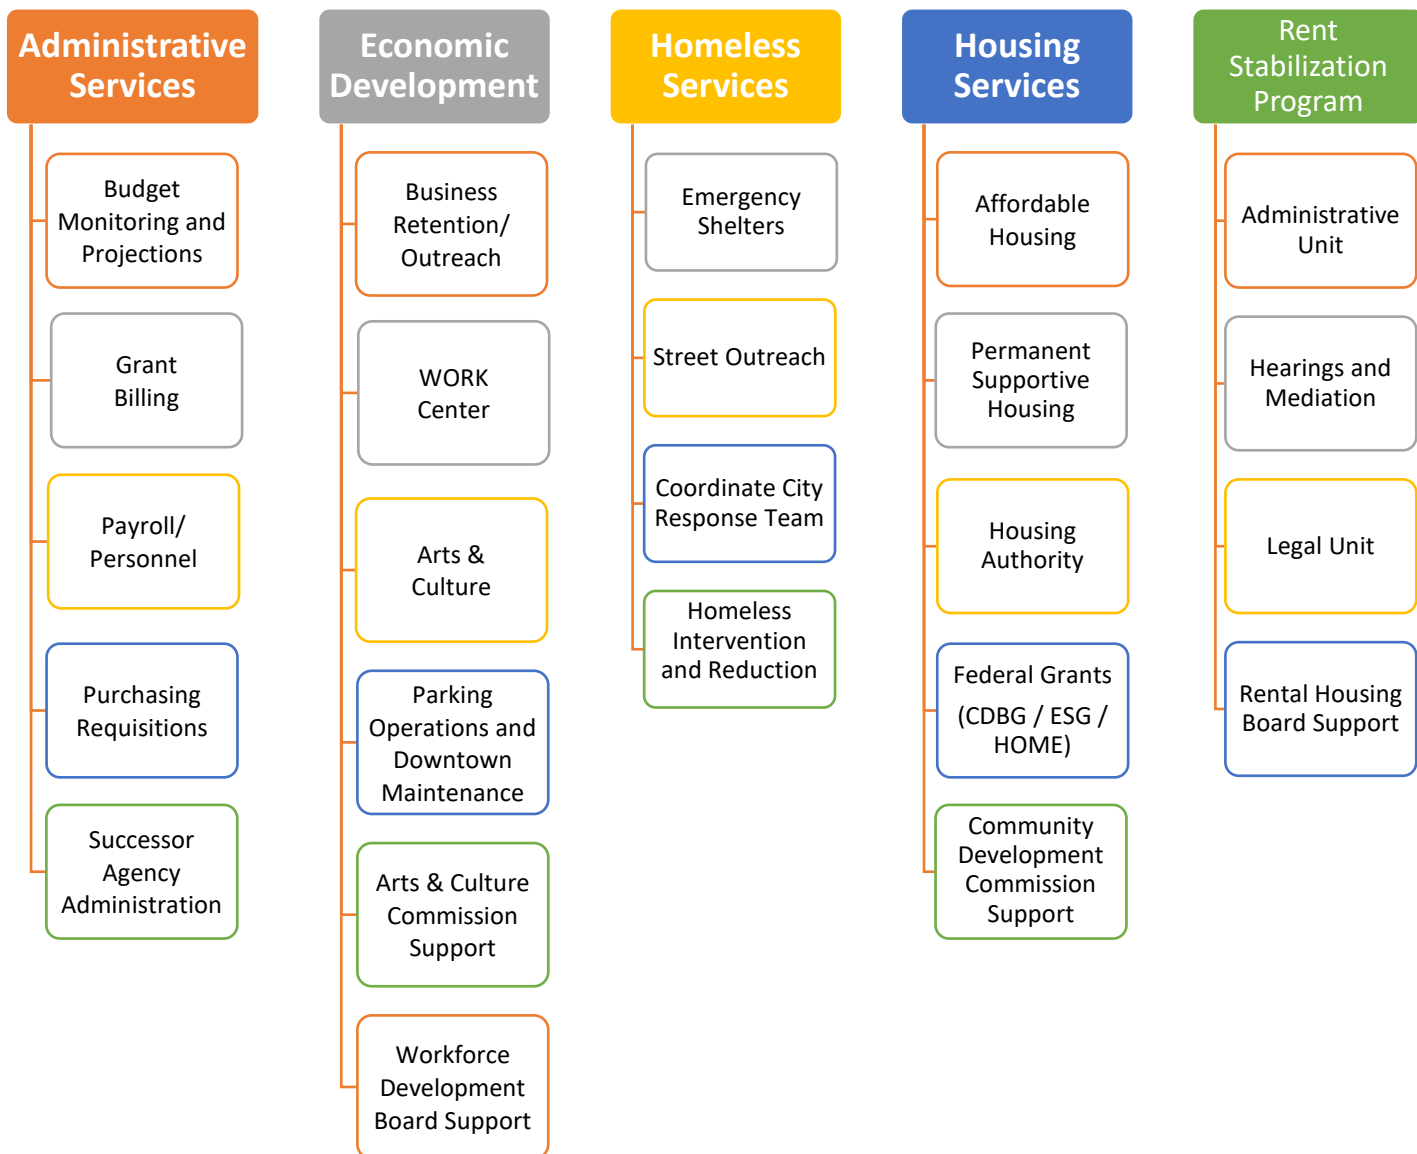 Administrative
Services
Budget
Monitoring and
Projections
Grant
Billing
Payroll/
Personnel
Purchasing
Requisitions
Successor
Agency
Administration
Economic
Development
Business
Retention/
Outreach
WORK
Center
Arts &
Culture
Parking
Operations and
Downtown
Maintenance
Arts & Culture
Commission
Support
Workforce
Development
Board Support
Homeless
Services
Emergency
Shelters
Street Outreach
Coordinate City
Response Team
Homeless
Intervention
and Reduction
Housing
Services
Affordable
Housing
Permanent
Supportive
Housing
Housing
Authority
Federal Grants
(CDBG / ESG /
HOME)
Community
Development
Commission
Support
Rent
Stabilization
Program
Administrative
Unit
Hearings and
Mediation
Legal Unit
Rental Housing
Board Support